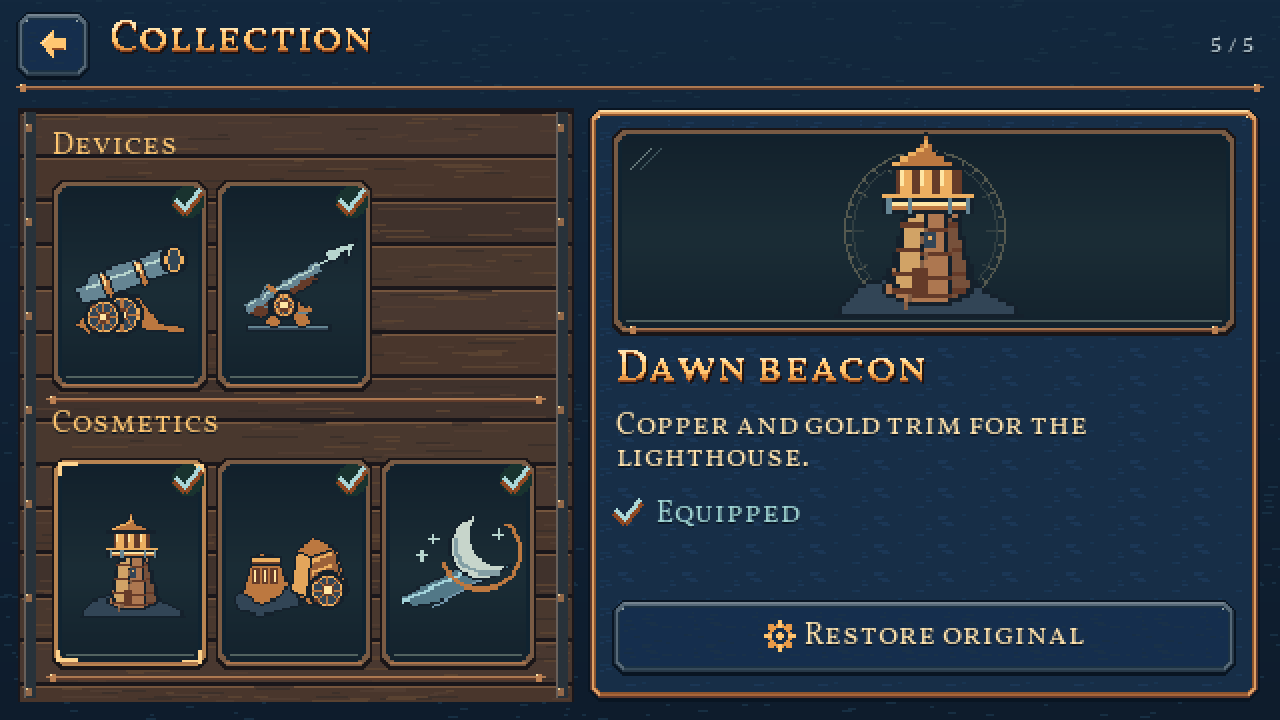 Collection
5 / 5
Devices
Cosmetics
Dawn beacon
Copper and gold trim for the
lighthouse.
Equipped
Restore original